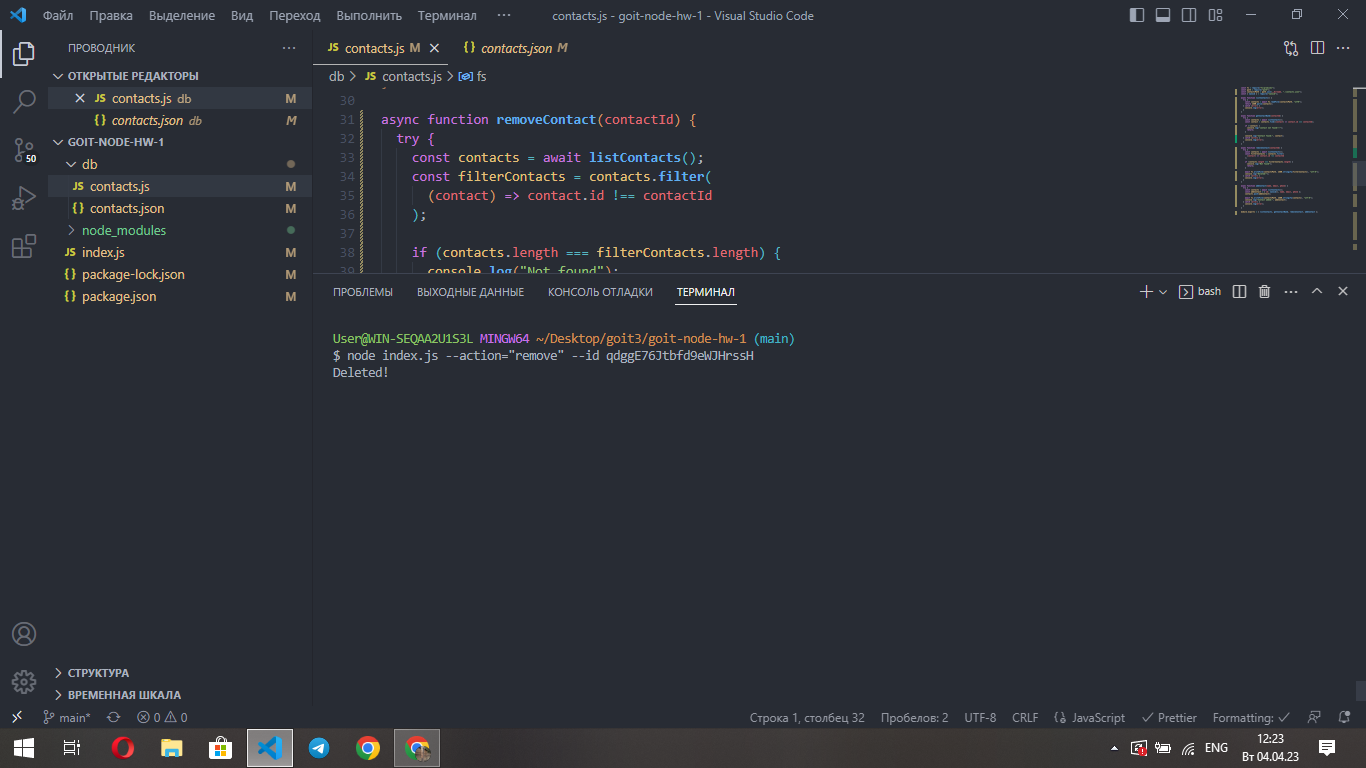 Файл Правка Выделение Вид Переход Выполнить Терминал ··· contacts.js - goit-node-hw-1 - Visual Studio Code
ПРОВОДНИК ···
JS contacts.js M
{} contacts.json M
ОТКРЫТЫЕ РЕДАКТОРЫ
JS contacts.js db M
{} contacts.json db M
GOIT-NODE-HW-1
db
JS contacts.js M
{} contacts.json M
node_modules
JS index.js M
{} package-lock.json M
{} package.json M
50
db > JS contacts.js > fs
30
31 async function removeContact(contactId) {
32 try {
33 const contacts = await listContacts();
34 const filterContacts = contacts.filter(
35 (contact) => contact.id !== contactId
36 );
37
38 if (contacts.length === filterContacts.length) {
39 console.log("Not found");
ПРОБЛЕМЫ ВЫХОДНЫЕ ДАННЫЕ КОНСОЛЬ ОТЛАДКИ ТЕРМИНАЛ bash
User@WIN-SEQAA2U1S3L MINGW64 ~/Desktop/goit3/goit-node-hw-1 (main)
$ node index.js --action="remove" --id qdggE76Jtbfd9eWJHrssH
Deleted!
СТРУКТУРА
ВРЕМЕННАЯ ШКАЛА
main* 0 0 Строка 1, столбец 32 Пробелов: 2 UTF-8 CRLF {} JavaScript Prettier Formatting:
ENG
12:23
Вт 04.04.23